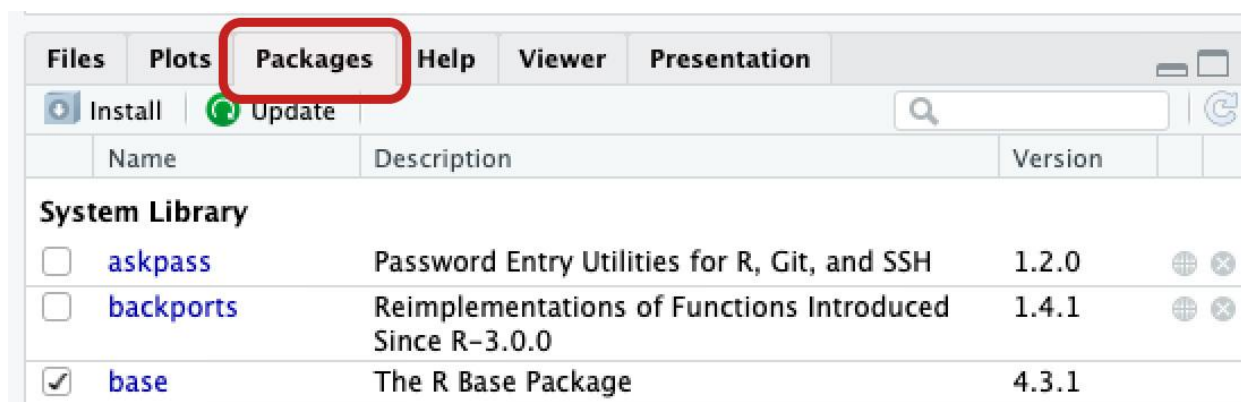 Files Plots Packages Help Viewer Presentation
Install Update
Name Description Version
System Library
askpass Password Entry Utilities for R, Git, and SSH 1.2.0
backports Reimplementations of Functions Introduced 1.4.1
Since R-3.0.0
base The R Base Package 4.3.1